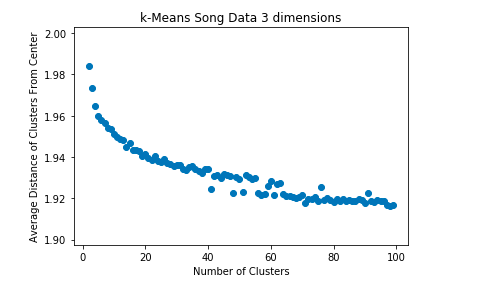 k-Means Song Data 3 dimensions
2.00
1.98
1.96
1.94
1.92
1.90
Average Distance of Clusters From Center
0 20 40 60 80 100
Number of Clusters